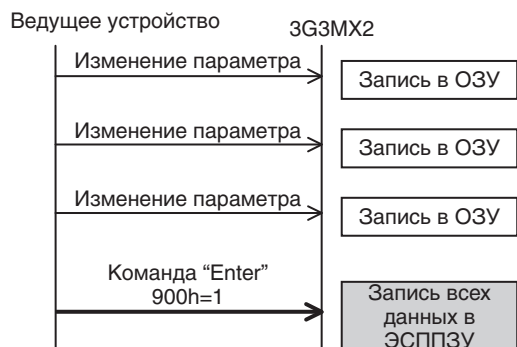 Ведущее устройство
3G3MX2
Изменение параметра
Запись в ОЗУ
Изменение параметра
Запись в ОЗУ
Изменение параметра
Запись в ОЗУ
Команда “Enter”
900h=1
Запись всех
данных в
ЭСППЗУ